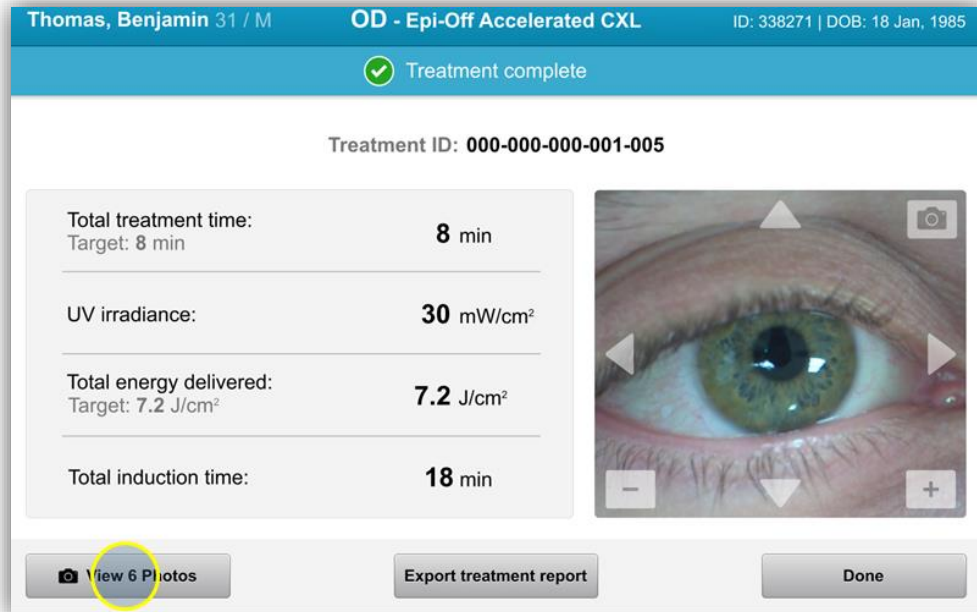 Thomas, Benjamin 31 / M OD - Epi-Off Accelerated CXL ID: 338271 | DOB: 18 Jan, 1985
Treatment complete
Treatment ID: 000-000-000-001-005
Total treatment time: 8 min
Target: 8 min
UV irradiance: 30 mW/cm²
Total energy delivered: 7.2 J/cm²
Target: 7.2 J/cm²
Total induction time: 18 min
View 6 Photos Export treatment report Done